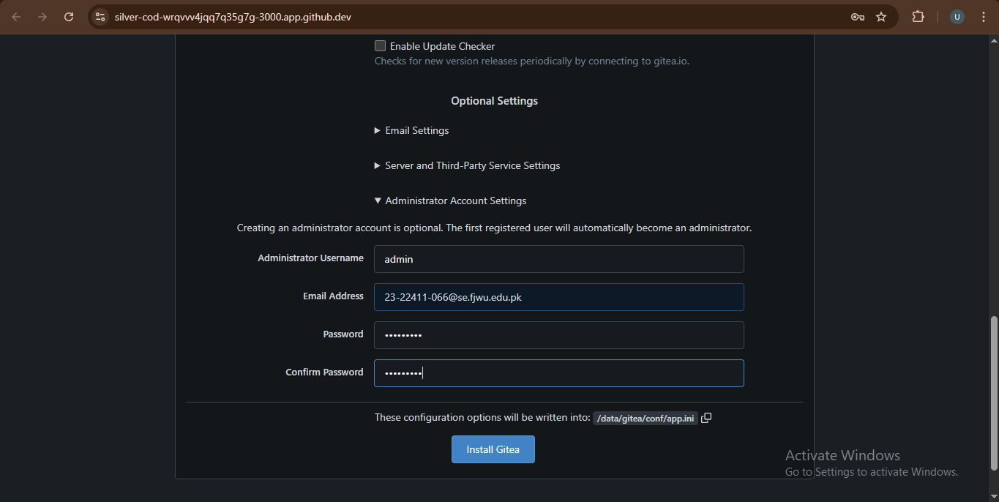 silver-cod-wrqvvv4jqq7q35g7g-3000.app.github.dev
U
Enable Update Checker
Checks for new version releases periodically by connecting to gitea.io.
Optional Settings
Email Settings
Server and Third-Party Service Settings
Administrator Account Settings
Creating an administrator account is optional. The first registered user will automatically become an administrator.
Administrator Username admin
Email Address 23-22411-066@se.fjwu.edu.pk
Password •••••••••
Confirm Password •••••••••
These configuration options will be written into: /data/gitea/conf/app.ini
Install Gitea
Activate Windows
Go to Settings to activate Windows.